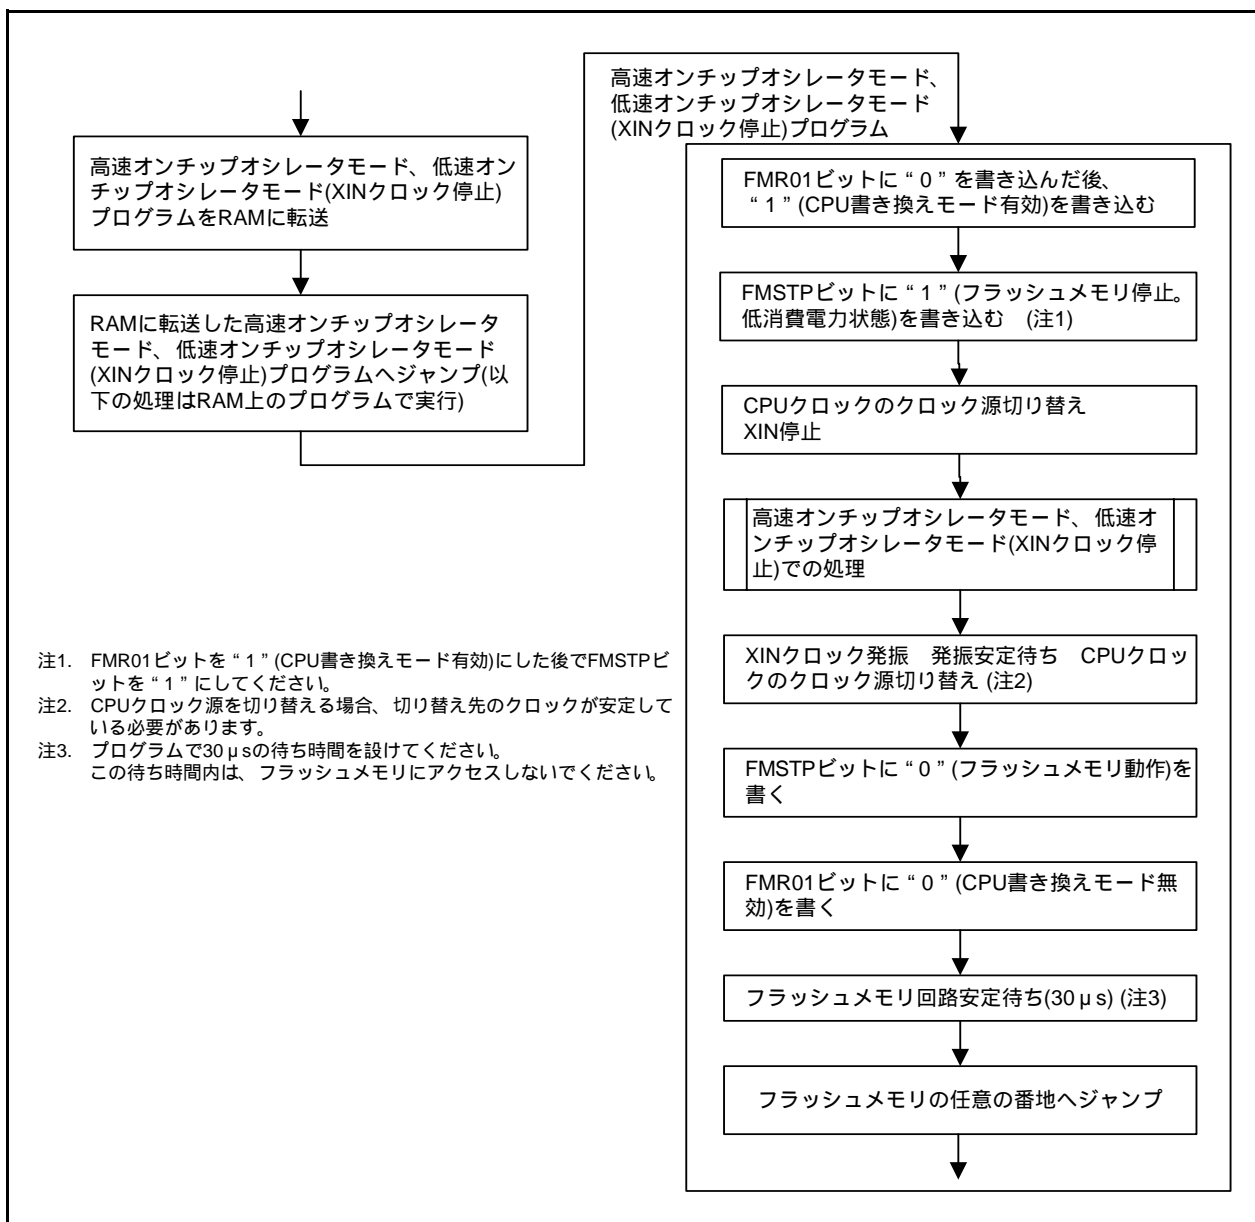 高速オンチップオシレータモード、低速オン
チップオシレータモード(XINクロック停止)
プログラムをRAMに転送
RAMに転送した高速オンチップオシレータ
モード、低速オンチップオシレータモード
(XINクロック停止)プログラムへジャンプ(以
下の処理はRAM上のプログラムで実行)
高速オンチップオシレータモード、
低速オンチップオシレータモード
(XINクロック停止)プログラム
FMR01ビットに“0”を書き込んだ後、
“1”(CPU書き換えモード有効)を書き込む
FMSTPビットに“1”(フラッシュメモリ停止。
低消費電力状態)を書き込む (注1)
CPUクロックのクロック源切り替え
XIN停止
高速オンチップオシレータモード、低速オ
ンチップオシレータモード(XINクロック停
止)での処理
XINクロック発振 発振安定待ち CPUクロッ
クのクロック源切り替え (注2)
FMSTPビットに“0”(フラッシュメモリ動作)を
書く
FMR01ビットに“0”(CPU書き換えモード無
効)を書く
フラッシュメモリ回路安定待ち(30μs) (注3)
フラッシュメモリの任意の番地へジャンプ
注1. FMR01ビットを“1”(CPU書き換えモード有効)にした後でFMSTPビ
ットを“1”にしてください。
注2. CPUクロック源を切り替える場合、切り替え先のクロックが安定して
いる必要があります。
注3. プログラムで30μsの待ち時間を設けてください。
この待ち時間内は、フラッシュメモリにアクセスしないでください。